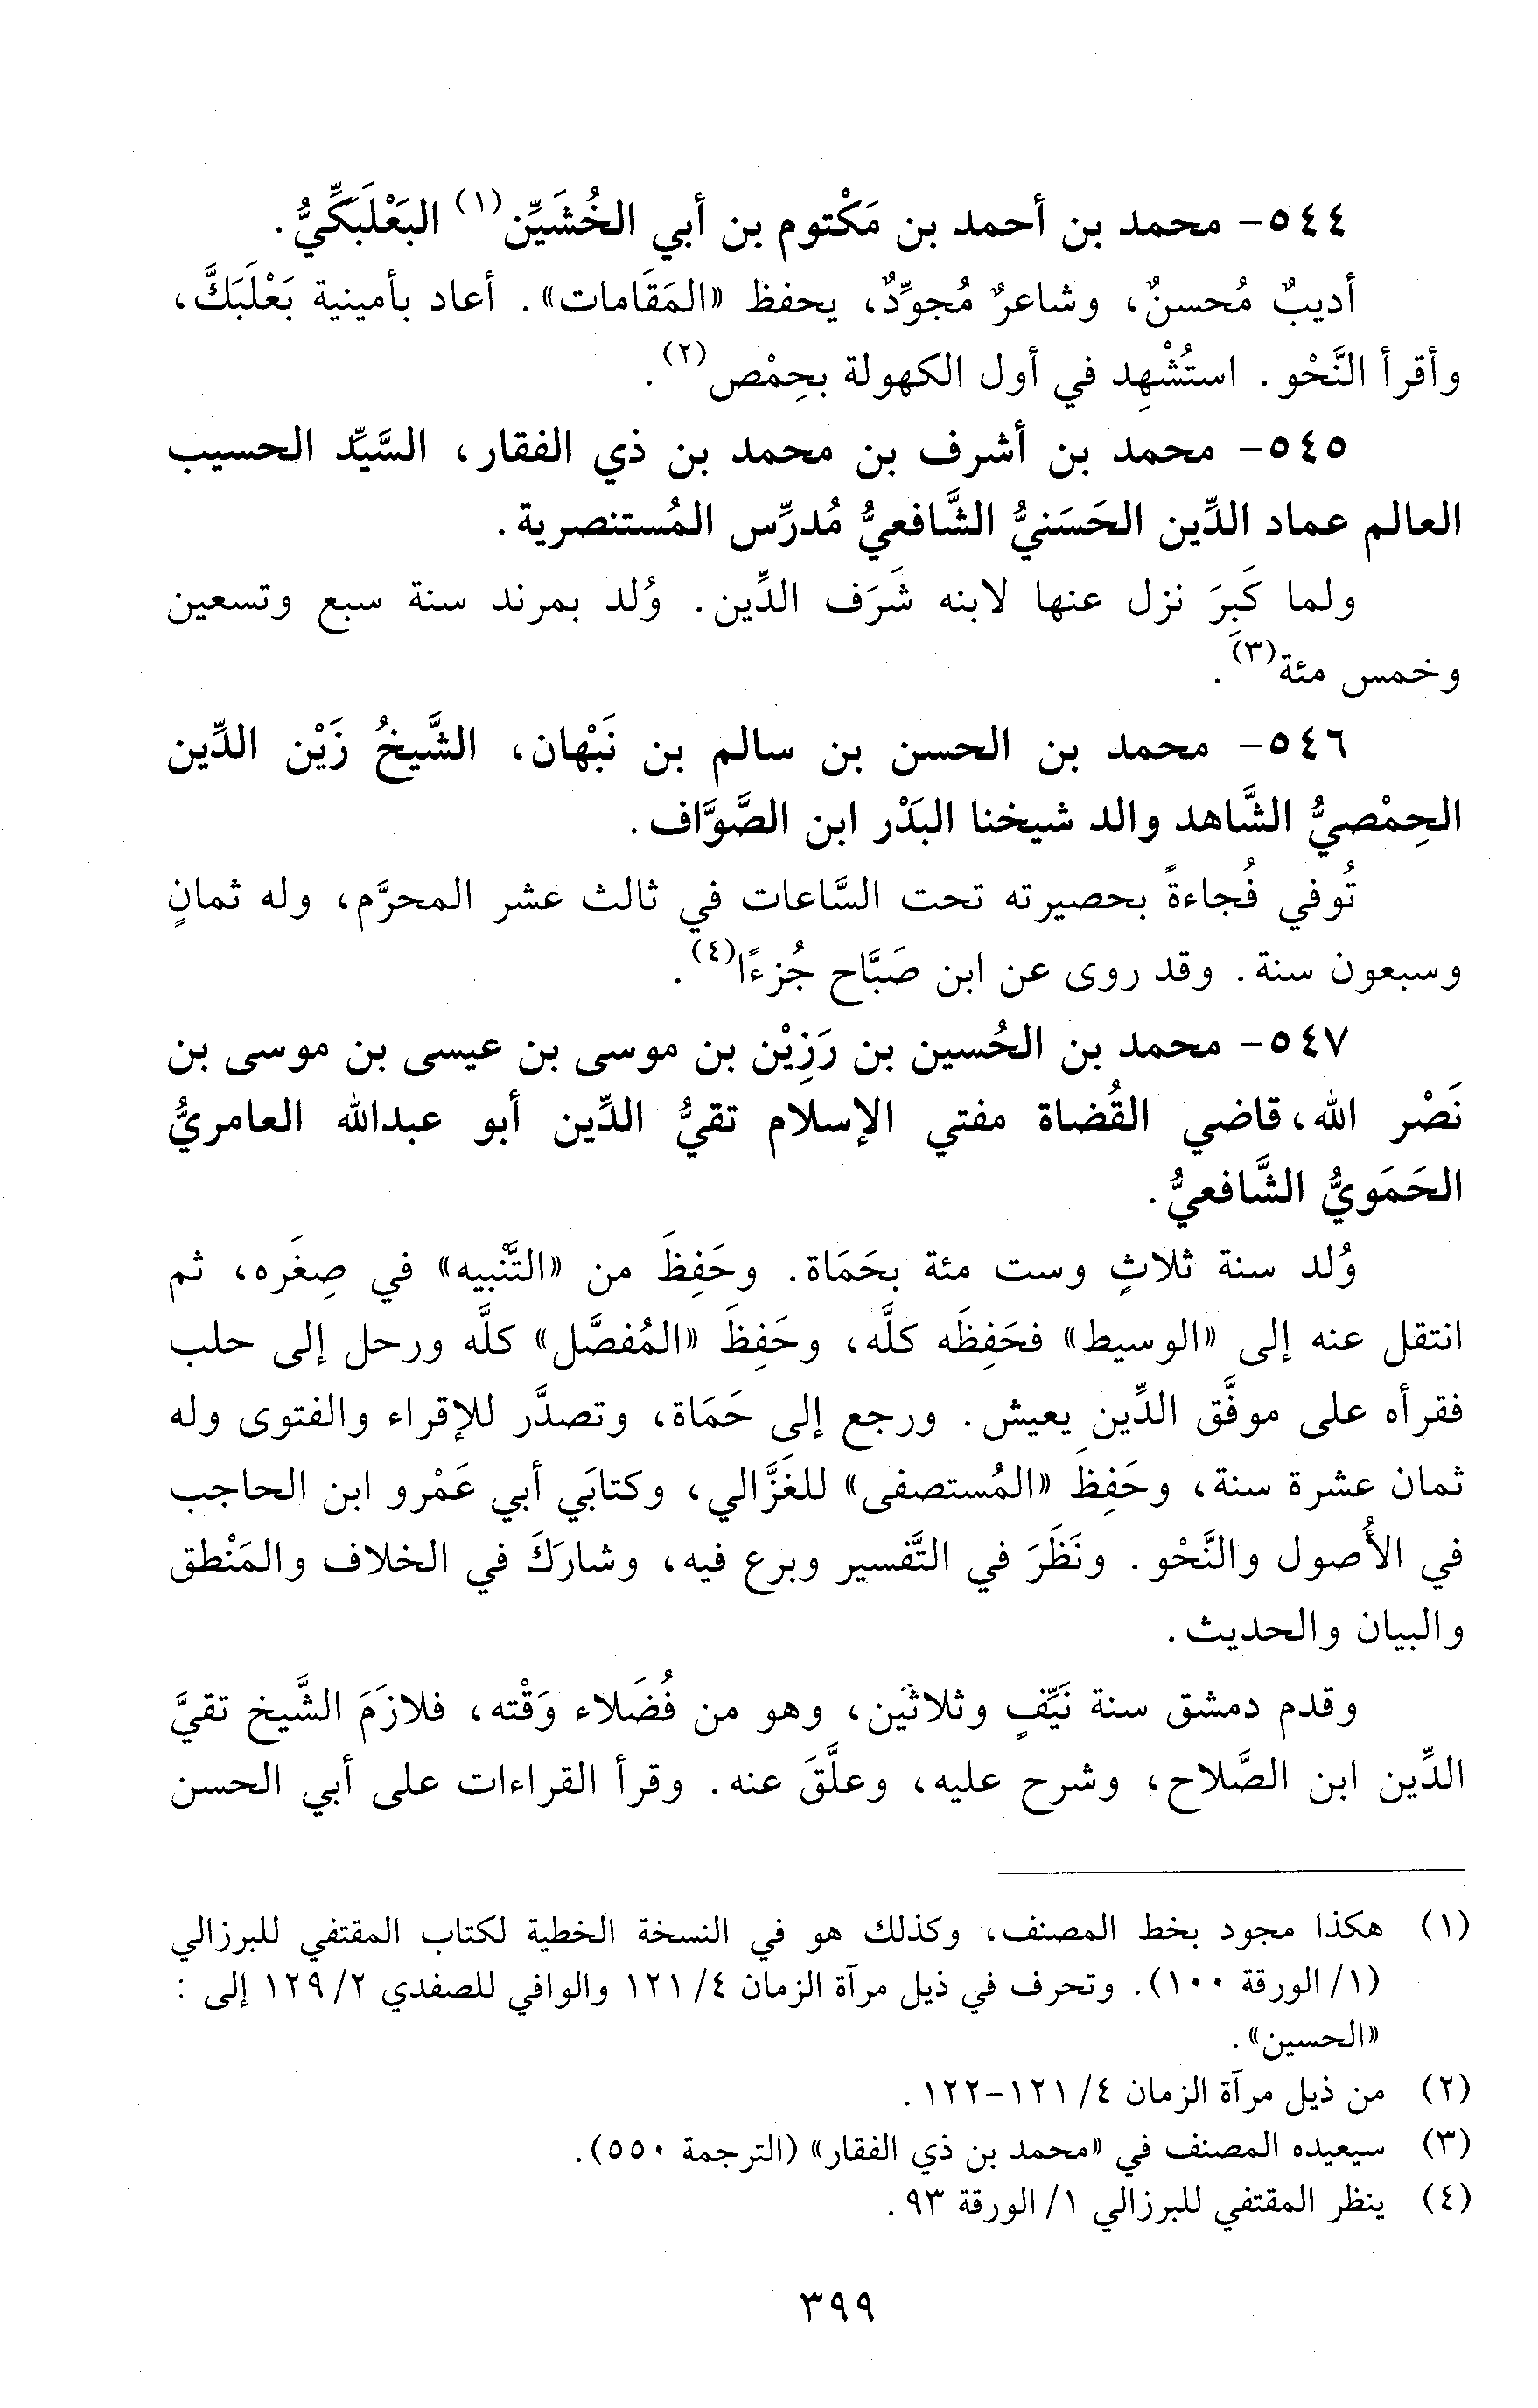 ٥٤٤- محمد بن أحمد بن مَكْتوم بن أبي الخُشَيِّن(١) البَعْلَبَكِّيُّ.
أديبٌ مُحسنٌ، وشاعرٌ مُجوِّدٌ، يحفظ «المَقَامات». أعاد بأمينية بَعْلَبَكَّ،
وأقرأ النَّحْو. استُشْهِد في أول الكهولة بحِمْص(٢).
٥٤٥- محمد بن أشرف بن محمد بن ذي الفقار، السَّيِّد الحسيب
العالم عماد الدِّين الحَسَنيُّ الشَّافعيُّ مُدرِّس المُستنصرية.
ولما كَبِرَ نزل عنها لابنه شَرَف الدِّين. وُلد بمرند سنة سبع وتسعين
وخمس مئة(٣).
٥٤٦- محمد بن الحسن بن سالم بن نَبْهان، الشَّيخُ زَيْن الدِّين
الحِمْصيُّ الشَّاهد والد شيخنا البَدْر ابن الصَّوَّاف.
تُوفي فُجاءةً بحصيرته تحت السَّاعات في ثالث عشر المحرَّم، وله ثمانٍ
وسبعون سنة. وقد روى عن ابن صَبَّاح جُزءًا(٤).
٥٤٧- محمد بن الحُسين بن رَزِيْن بن موسى بن عيسى بن موسى بن
نَصْر الله، قاضي القُضاة مفتي الإسلام تقيُّ الدِّين أبو عبدالله العامريُّ
الحَمَويُّ الشَّافعيُّ.
وُلد سنة ثلاثٍ وست مئة بحَمَاة. وحَفِظَ من «التَّنْبيه» في صِغَره، ثم
انتقل عنه إلى «الوسيط» فحَفِظَه كلَّه، وحَفِظَ «المُفصَّل» كلَّه ورحل إلى حلب
فقرأه على موفَّق الدِّين يعيش. ورجع إلى حَمَاة، وتصدَّر للإقراء والفتوى وله
ثمان عشرة سنة، وحَفِظَ «المُستصفى» للغَزَّالي، وكتابَي أبي عَمْرو ابن الحاجب
في الأُصول والنَّحْو. ونَظَرَ في التَّفسير وبرع فيه، وشارَكَ في الخلاف والمَنْطق
والبيان والحديث.
وقدم دمشق سنة نَيِّفٍ وثلاثين، وهو من فُضَلاء وَقْته، فلازَمَ الشَّيخ تقيَّ
الدِّين ابن الصَّلاح، وشرح عليه، وعلَّقَ عنه. وقرأ القراءات على أبي الحسن
(١) هكذا مجود بخط المصنف، وكذلك هو في النسخة الخطية لكتاب المقتفي للبرزالي
(١/ الورقة ١٠٠). وتحرف في ذيل مرآة الزمان ٤/ ١٢١ والوافي للصفدي ٢/ ١٢٩ إلى:
«الحسين».
(٢) من ذيل مرآة الزمان ٤/ ١٢١-١٢٢.
(٣) سيعيده المصنف في «محمد بن ذي الفقار» (الترجمة ٥٥٠).
(٤) ينظر المقتفي للبرزالي ١/ الورقة ٩٣.
٣٩٩